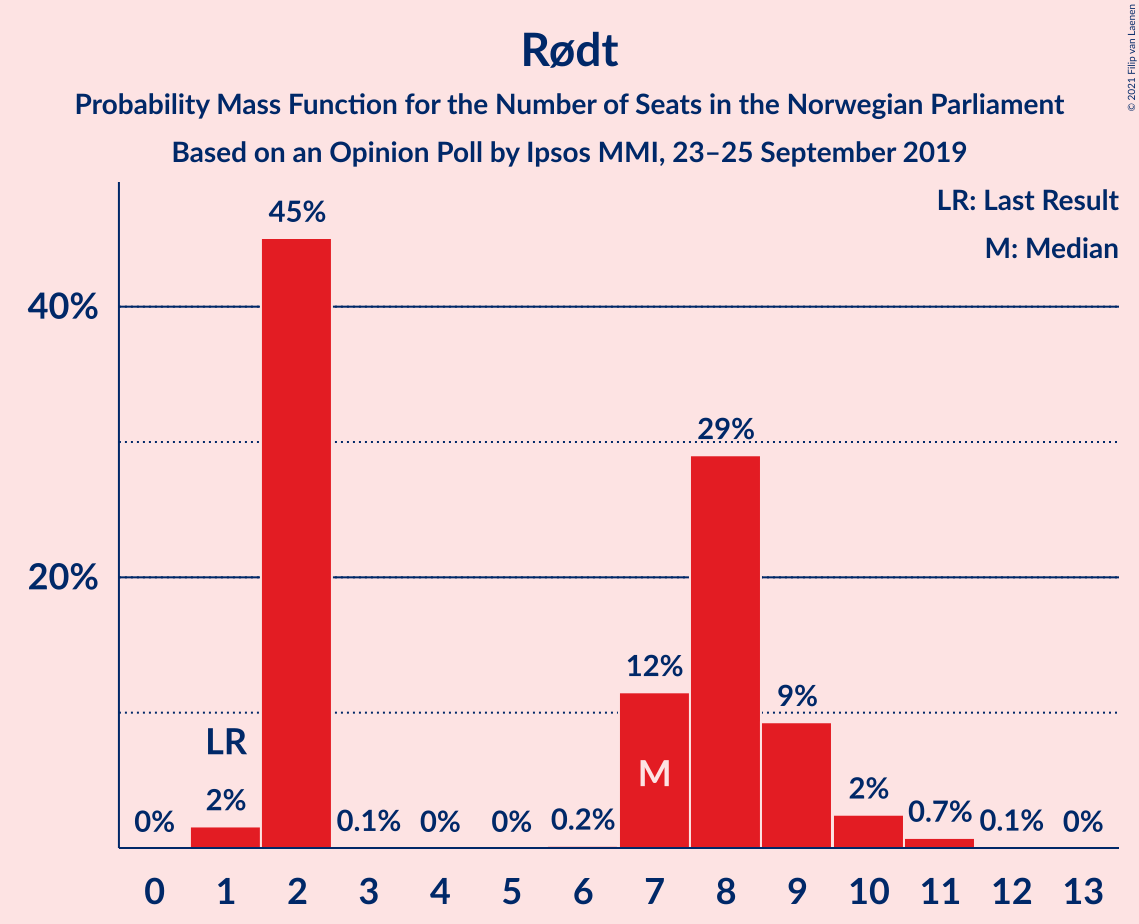 Rødt
Probability Mass Function for the Number of Seats in the Norwegian Parliament
Based on an Opinion Poll by Ipsos MMI, 23–25 September 2019
© 2021 Filip van Laenen
LR: Last Result
M: Median
40%
20%
0%
LR
2%
45%
0.1%
0%
0%
0.2%
12%
M
29%
9%
2%
0.7%
0.1%
0%
0 1 2 3 4 5 6 7 8 9 10 11 12 13